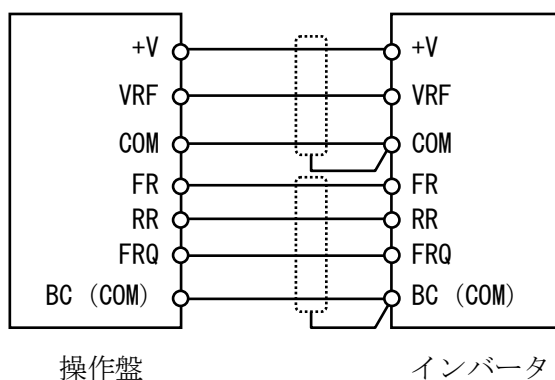 +V +V
VRF VRF
COM COM
FR FR
RR RR
FRQ FRQ
BC (COM) BC (COM)
操作盤 インバータ